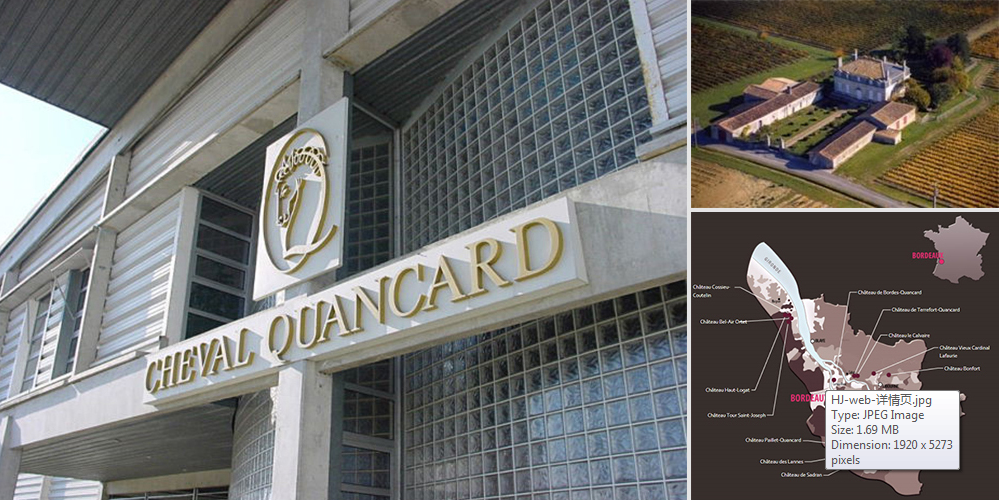 CHEVAL QUANCARD
BORDEAUX
GIRONDE
Château Cossieu-
Coutelin
Château de Bordes-Quancard
Château de Terrefort-Quancard
Château Bel-Air Ortet
Château le Calvaire
Château Vieux Cardinal
Lafaurie
Château Bonfort
Château Haut-Logat
BORDEAUX
Château Tour Saint-Joseph
Château Paillet-Quancard
Château des Lannes
Château de Sadran
HJ-web-详情页.jpg
Type: JPEG Image
Size: 1.69 MB
Dimension: 1920 x 5273
pixels